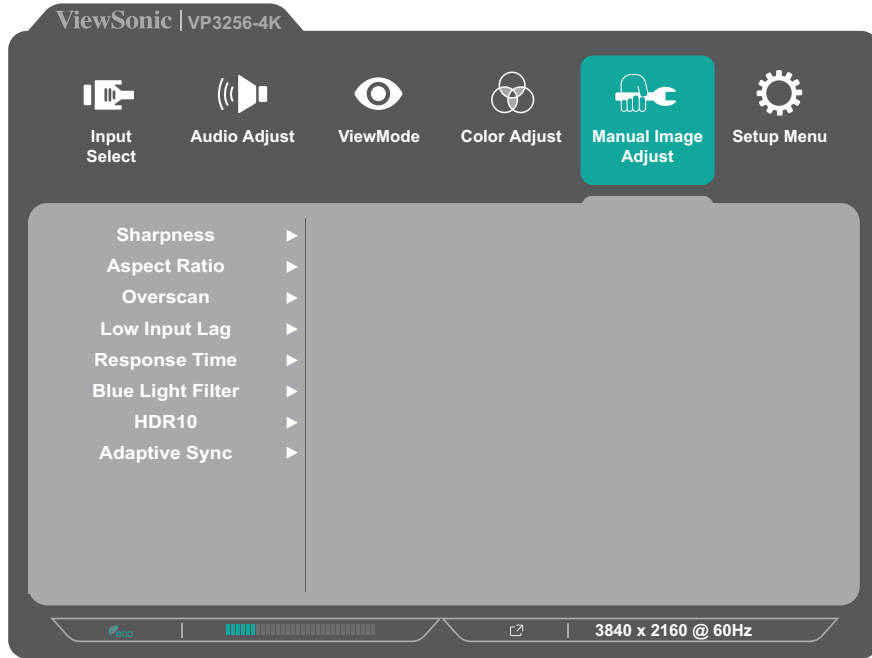 ViewSonic | VP3256-4K
Input Select
Audio Adjust
ViewMode
Color Adjust
Manual Image Adjust
Setup Menu
Sharpness
Aspect Ratio
Overscan
Low Input Lag
Response Time
Blue Light Filter
HDR10
Adaptive Sync
eco
3840 x 2160 @ 60Hz